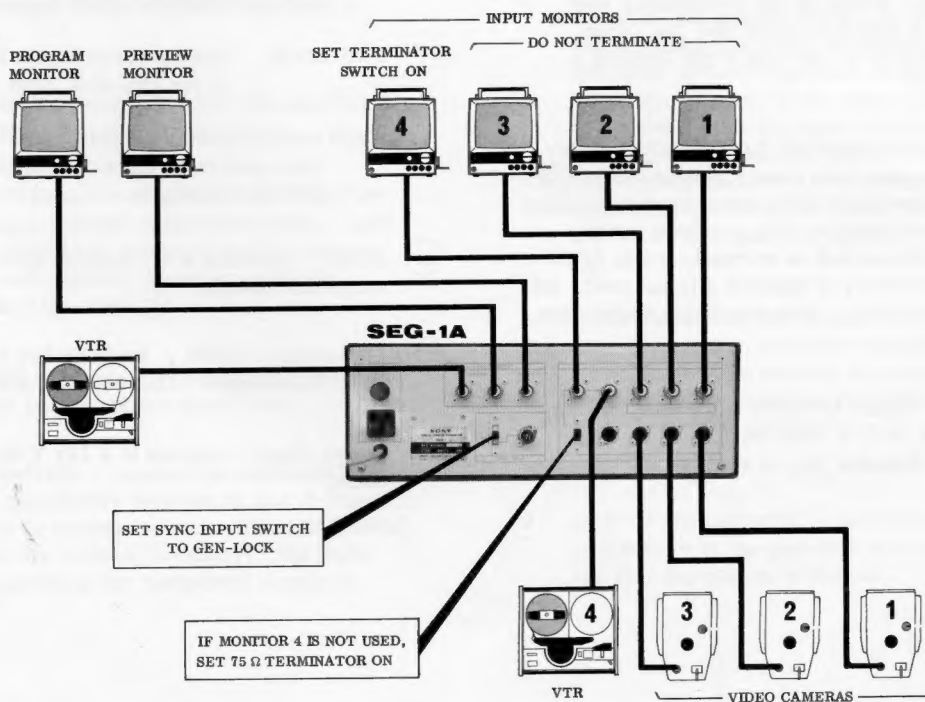 INPUT MONITORS
DO NOT TERMINATE
PROGRAM
MONITOR
PREVIEW
MONITOR
SET TERMINATOR
SWITCH ON
4
3
2
1
SEG-1A
VTR
SONY
SET SYNC INPUT SWITCH
TO GEN-LOCK
IF MONITOR 4 IS NOT USED,
SET 75 Ω TERMINATOR ON
4
VTR
3
2
1
VIDEO CAMERAS